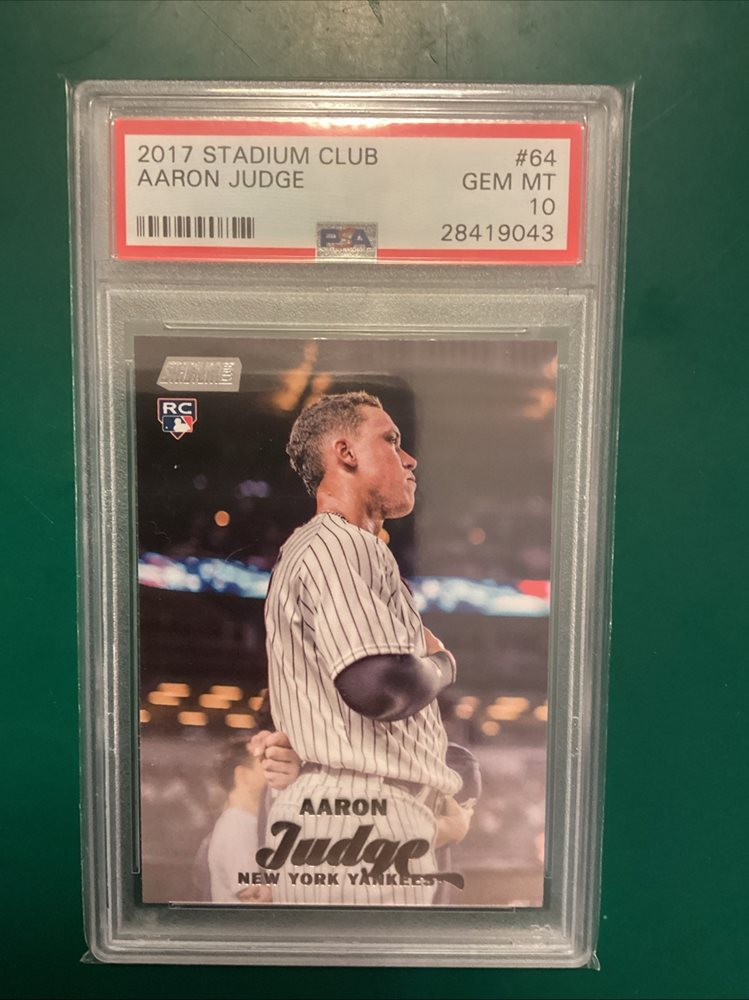 2017 STADIUM CLUB #64
AARON JUDGE GEM MT
10
PSA 28419043
RC
AARON
Judge
NEW YORK YANKEES